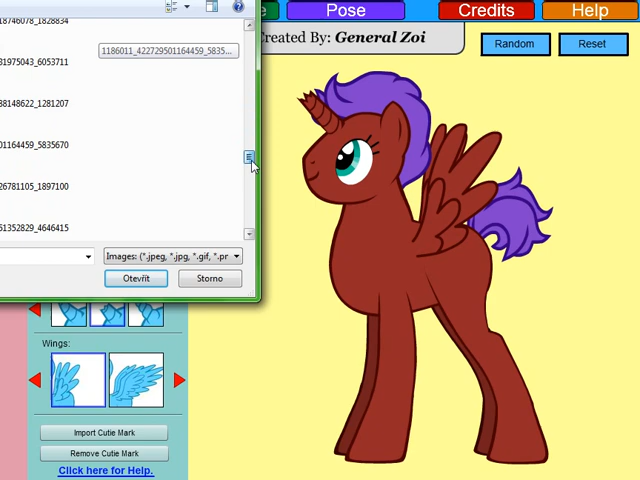 Pose
Credits
Help
Created By: General Zoi
Random
Reset
18746078_1828834
1186011_422729501164459_5835...
31975043_6053711
38148622_1281207
01164459_5835670
26781105_1897100
51352829_4646415
Images: (*.jpeg, *.jpg, *.gif, *.pr
Otevřít
Storno
Wings:
Import Cutie Mark
Remove Cutie Mark
Click here for Help.